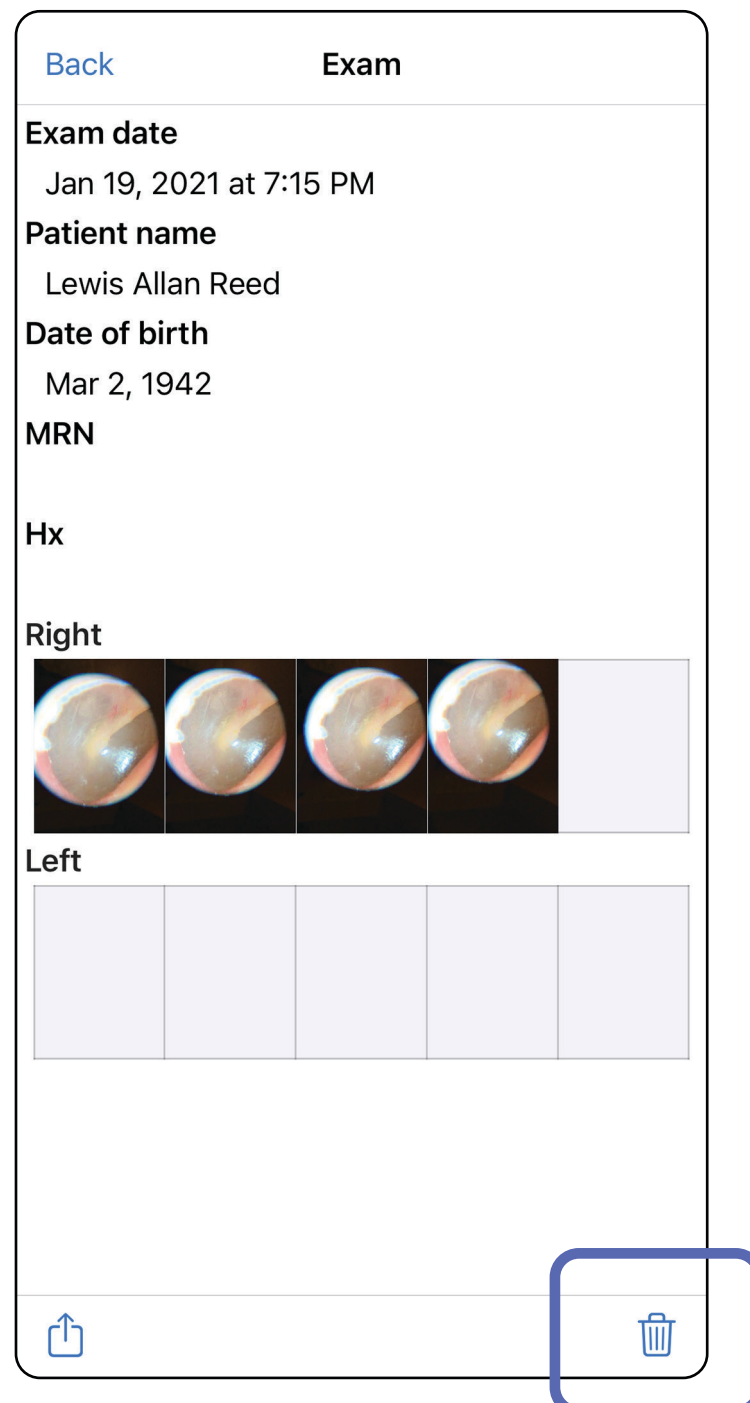 Back Exam
Exam date
Jan 19, 2021 at 7:15 PM
Patient name
Lewis Allan Reed
Date of birth
Mar 2, 1942
MRN
Hx
Right
Left